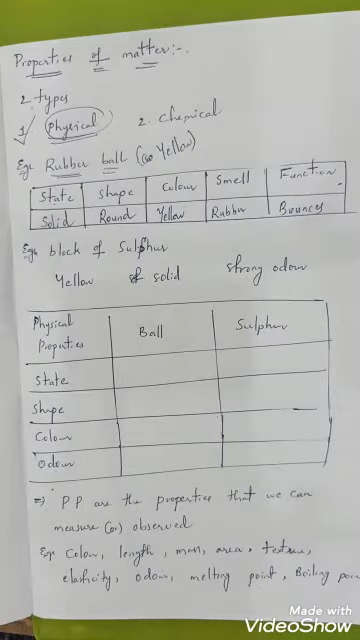 Properties of matter :-
2 types
1 Physical 2. Chemical
Eg: Rubber ball (Yellow)
State Shape Colour Smell Function
Solid Round Yellow Rubber Bounces
Eg: block of Sulphur
Yellow solid strong odour
Physical Properties Ball Sulphur
State
Shape
Colour
Odour
=> PP are the properties that we can
measure (or) observed
Eg: Colour, length, mass, area, texture,
elasticity, odour, melting point, Boiling poin
Made with
VideoShow